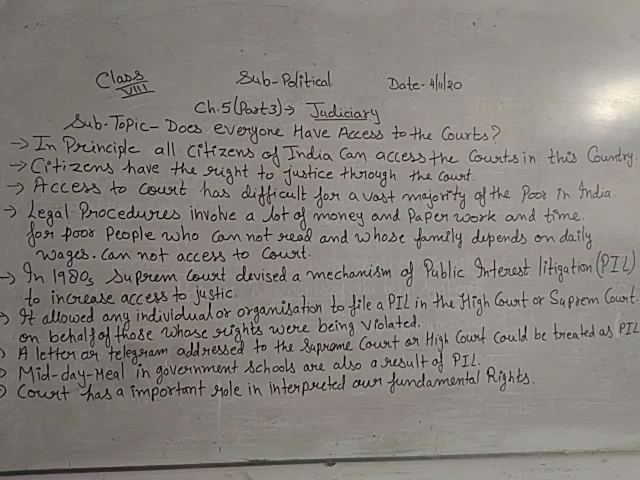 Class VIII Sub-Political Date-4/11/20
Ch.5(Part3)→ Judiciary
Sub-Topic- Does everyone Have Access to the Courts?
→ In Principle all Citizens of India Can access the Courts in this Country.
→ Citizens have the right to justice through the court.
→ Access to court has difficult for a vast majority of the Poor in India.
→ Legal Procedures involve a lot of money and Paper work and time.
for poor People who Can not read and whose family depends on daily
wages. can not access to Court.
→ In 1980s Suprem Court devised a mechanism of Public Interest litigation (PIL)
to increase access to justic.
→ It allowed any individual or organisation to file a PIL in the High Court or Suprem Court
on behalf of those whose rights were being violated.
→ A letter or telegram addressed to the Supreme Court or High Court could be treated as PIL
→ Mid-day-Meal in government schools are also a result of PIL.
→ Court has a important role in interpreted our fundamental Rights.